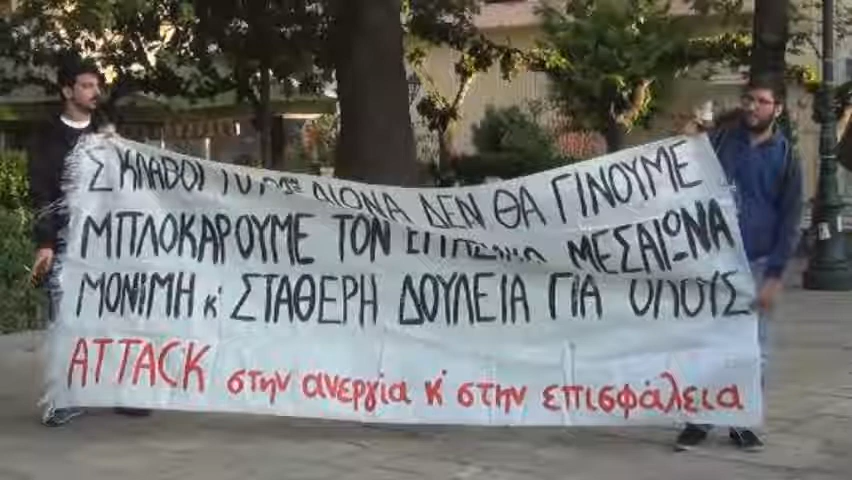 ΣΚΛΑΒΟΙ ΑΙΩΝΑ ΔΕΝ ΘΑ ΓΙΝΟΥΜΕ
ΜΠΛΟΚΑΡΟΥΜΕ ΤΟΝ ΜΕΣΑΙΩΝΑ
ΜΟΝΙΜΗ κ' ΣΤΑΘΕΡΗ ΔΟΥΛΕΙΑ ΓΙΑ ΟΛΟΥΣ
ATTACK στην ανεργία κ' στην επισφάλεια